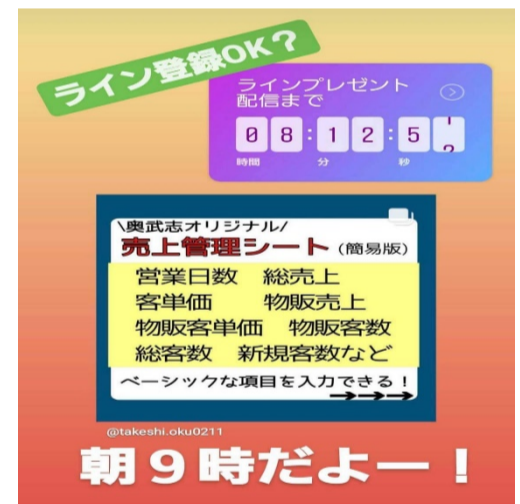 ライン登録OK？
ラインプレゼント
配信まで
08:12:5
時間 分 秒
\奥武志オリジナル/
売上管理シート（簡易版）
営業日数 総売上
客単価 物販売上
物販客単価 物販客数
総客数 新規客数など
ベーシックな項目を入力できる！
→→→
@takeshi.oku0211
朝９時だよー！